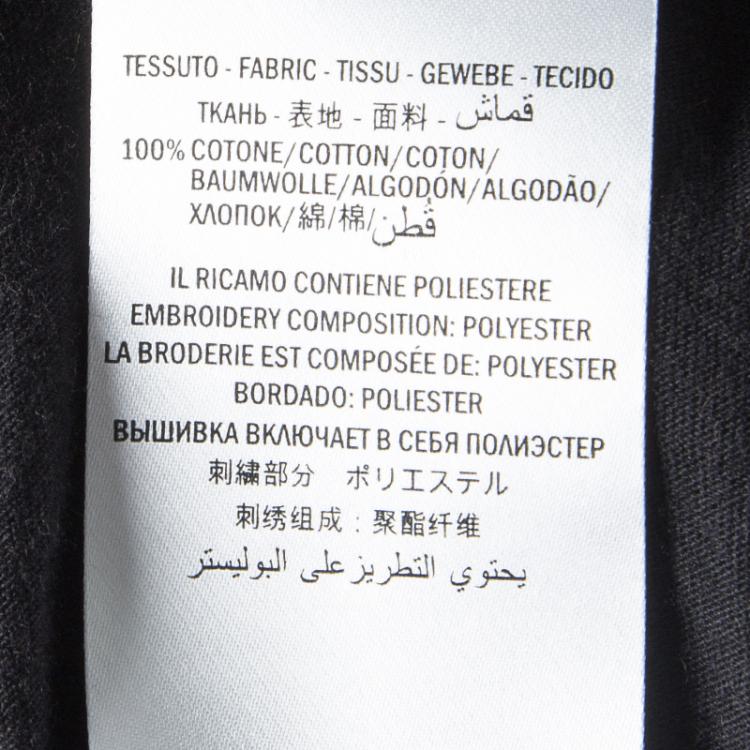 TESSUTO - FABRIC - TISSU - GEWEBE - TECIDO
ТКАНЬ - 表地 - 面料 - قماش
100% COTONE/COTTON/COTON/
BAUMWOLLE/ALGODÓN/ALGODÃO/
ХЛОПОК/綿/棉/قُطن
IL RICAMO CONTIENE POLIESTERE
EMBROIDERY COMPOSITION: POLYESTER
LA BRODERIE EST COMPOSÉE DE: POLYESTER
BORDADO: POLIESTER
ВЫШИВКА ВКЛЮЧАЕТ В СЕБЯ ПОЛИЭСТЕР
刺繍部分 ポリエステル
刺绣组成：聚酯纤维
يحتوي التطريز على البوليستر